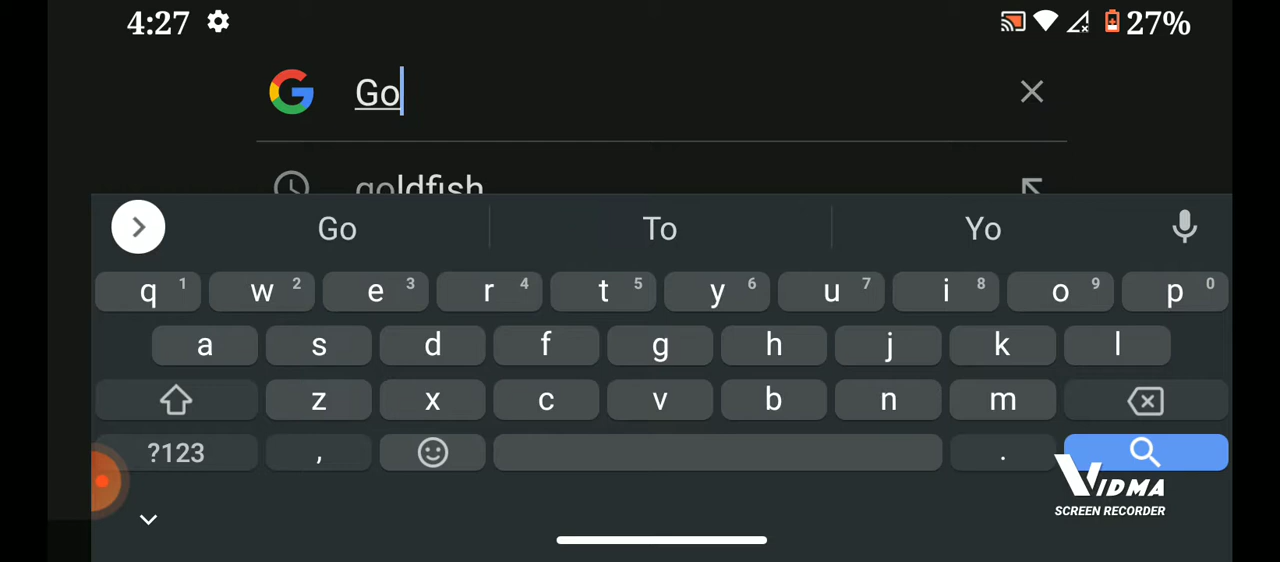 4:27 27%
Go
goldfish
Go To Yo
q 1 w 2 e 3 r 4 t 5 y 6 u 7 i 8 o 9 p 0
a s d f g h j k l
z x c v b n m
?123 , .
VIDMA
SCREEN RECORDER